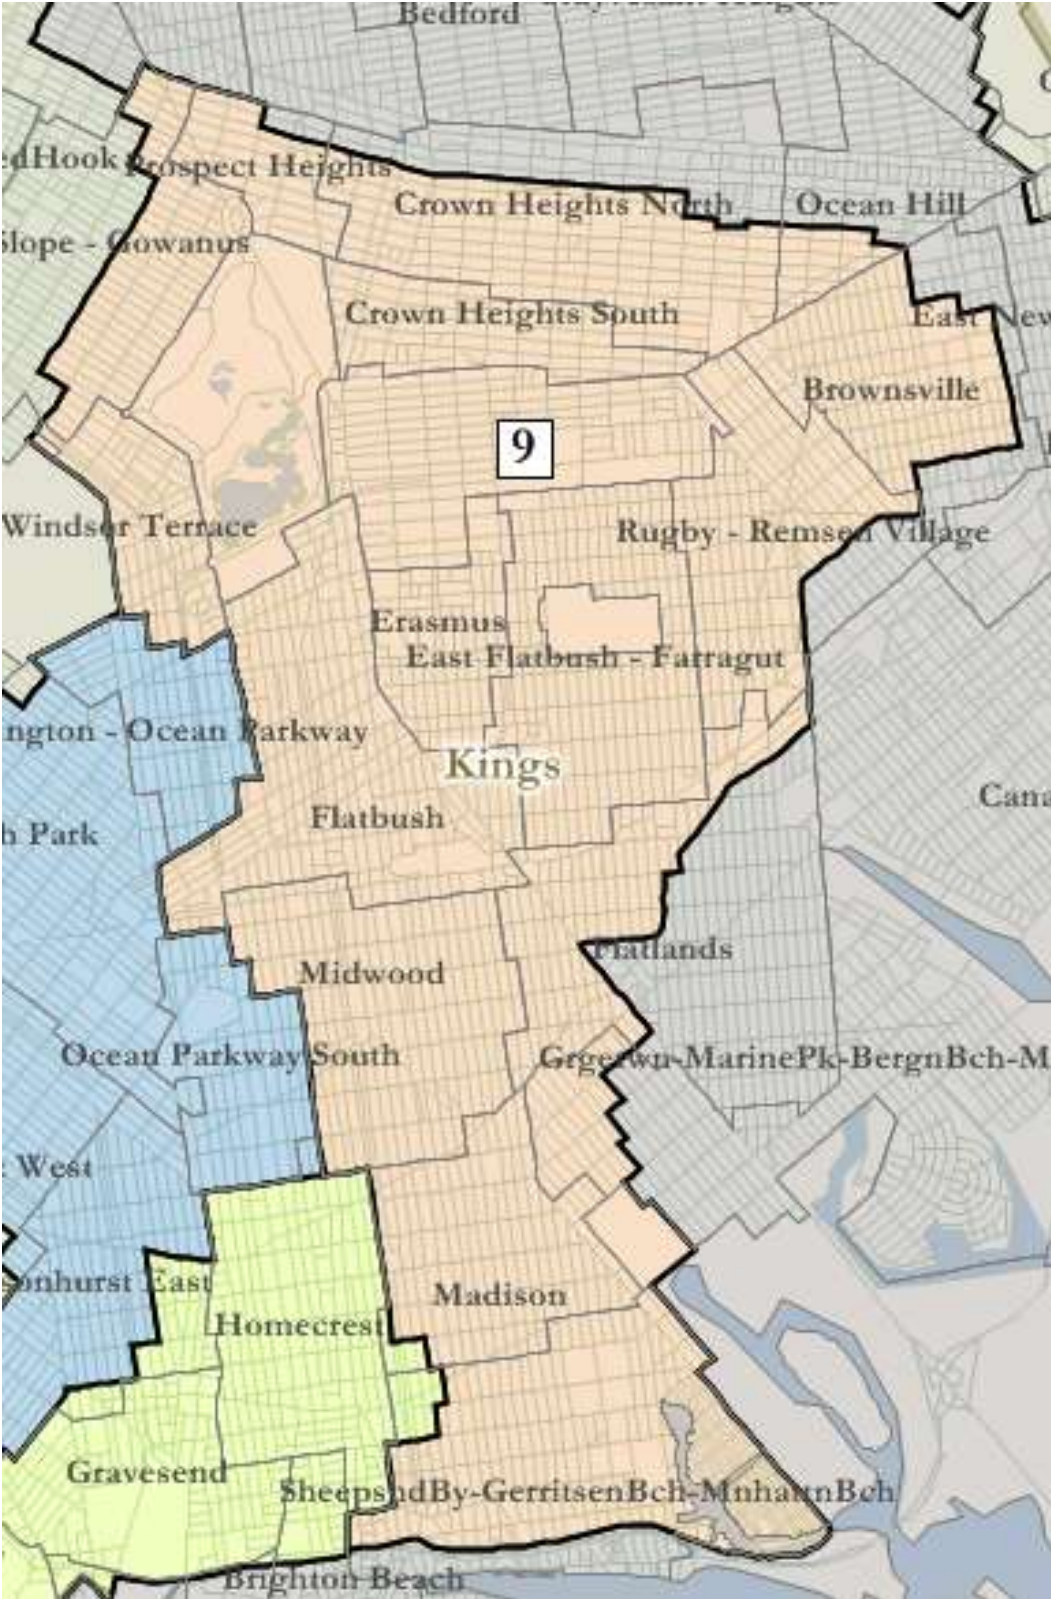 Bedford
edHook
Prospect Heights
Crown Heights North
Ocean Hill
Slope - Gowanus
Crown Heights South
East New
Brownsville
9
Windsor Terrace
Rugby - Remsen Village
Erasmus
East Flatbush - Farragut
ngton - Ocean Parkway
Kings
Cana
Flatbush
h Park
Flatlands
Midwood
Ocean Parkway South
Grgetwn-MarinePk-BergnBch-M
West
onhurst East
Madison
Homecrest
Gravesend
SheepshdBy-GerritsenBch-MnhattnBch
Brighton Beach